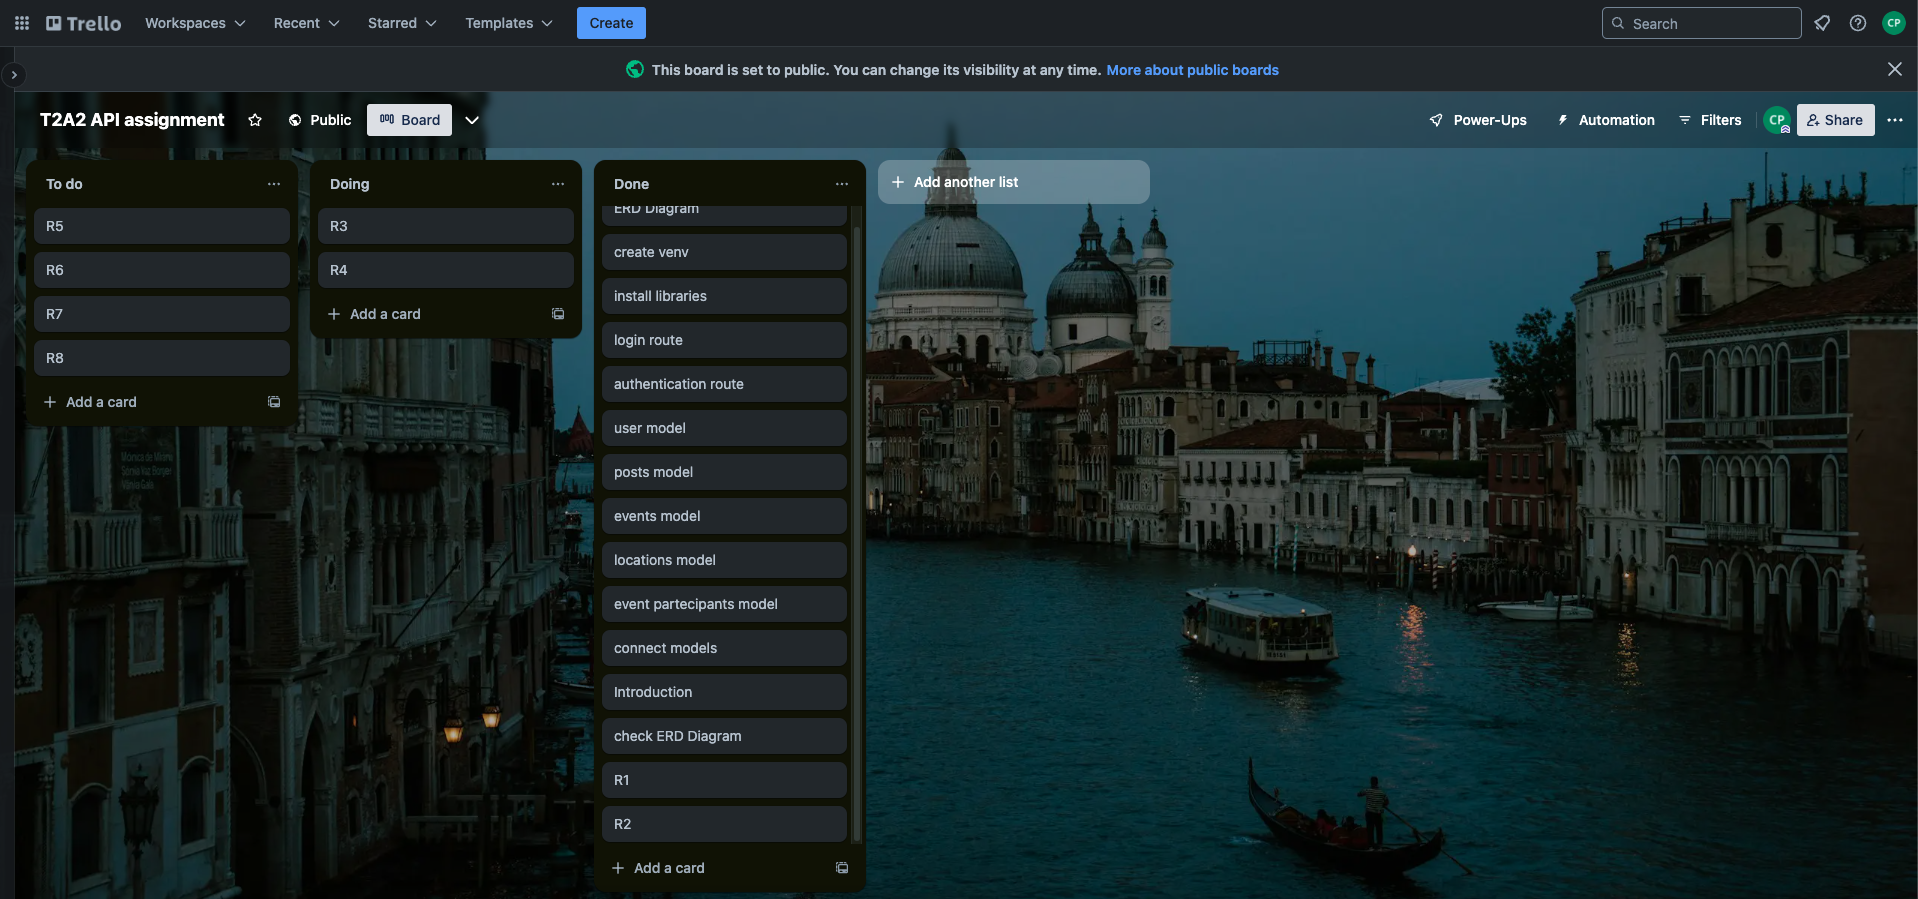 Trello
Workspaces
Recent
Starred
Templates
Create
Search
CP
This board is set to public. You can change its visibility at any time. More about public boards
T2A2 API assignment
Public
Board
Power-Ups
Automation
Filters
CP
Share
To do
R5
R6
R7
R8
Add a card
Doing
R3
R4
Add a card
Done
ERD Diagram
create venv
install libraries
login route
authentication route
user model
posts model
events model
locations model
event partecipants model
connect models
Introduction
check ERD Diagram
R1
R2
Add a card
Add another list